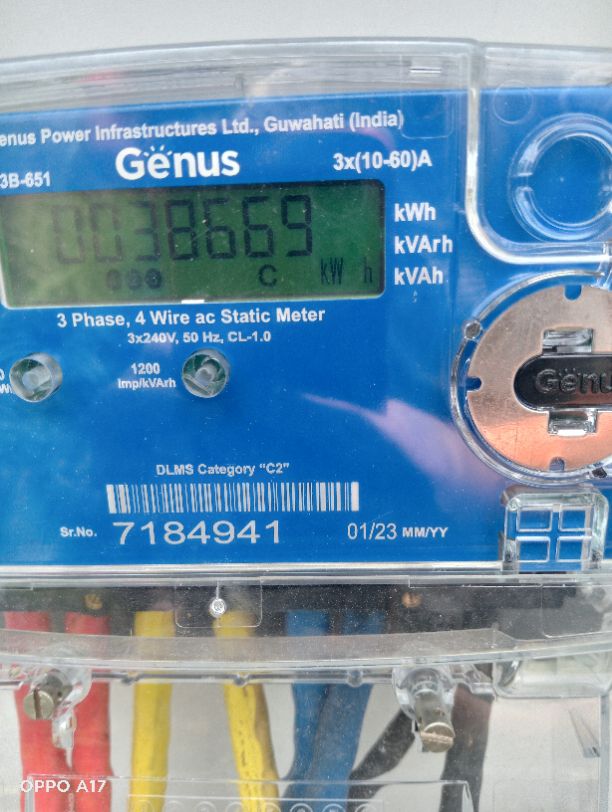 enus Power Infrastructures Ltd., Guwahati (India)
Genus
3B-651
3x(10-60)A
0038669
kWh
kVArh
kVAh
C
kW h
3 Phase, 4 Wire ac Static Meter
3x240V, 50 Hz, CL-1.0
1200
Imp/kVArh
Genus
DLMS Category "C2"
Sr.No. 7184941
01/23 MM/YY
OPPO A17